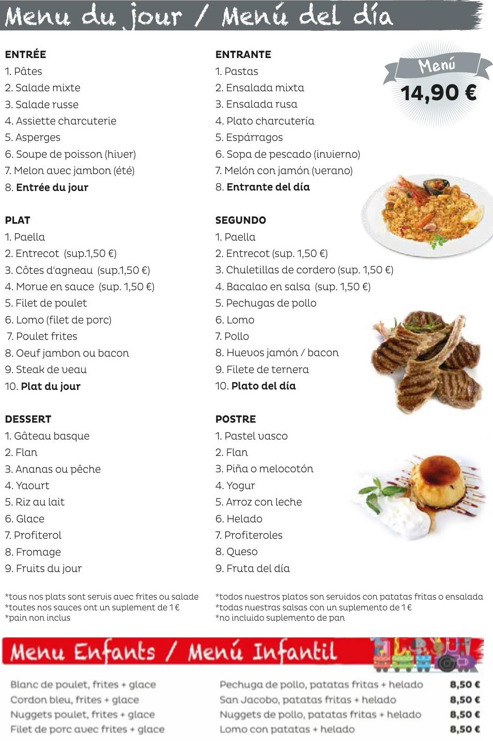 Menu du jour / Menú del día
Menú
14,90 €
ENTRÉE
1. Pâtes
2. Salade mixte
3. Salade russe
4. Assiette charcuterie
5. Asperges
6. Soupe de poisson (hiver)
7. Melon avec jambon (été)
8. Entrée du jour
ENTRANTE
1. Pastas
2. Ensalada mixta
3. Ensalada rusa
4. Plato charcutería
5. Espárragos
6. Sopa de pescado (invierno)
7. Melón con jamón (verano)
8. Entrante del día
PLAT
1. Paella
2. Entrecot (sup.1,50 €)
3. Côtes d'agneau (sup.1,50 €)
4. Morue en sauce (sup. 1,50 €)
5. Filet de poulet
6. Lomo (filet de porc)
7. Poulet frites
8. Oeuf jambon ou bacon
9. Steak de veau
10. Plat du jour
SEGUNDO
1. Paella
2. Entrecot (sup. 1,50 €)
3. Chuletillas de cordero (sup. 1,50 €)
4. Bacalao en salsa (sup. 1,50 €)
5. Pechugas de pollo
6. Lomo
7. Pollo
8. Huevos jamón / bacon
9. Filete de ternera
10. Plato del día
DESSERT
1. Gâteau basque
2. Flan
3. Ananas ou pêche
4. Yaourt
5. Riz au lait
6. Glace
7. Profiterol
8. Fromage
9. Fruits du jour
POSTRE
1. Pastel vasco
2. Flan
3. Piña o melocotón
4. Yogur
5. Arroz con leche
6. Helado
7. Profiteroles
8. Queso
9. Fruta del día
*tous nos plats sont servis avec frites ou salade
*toutes nos sauces ont un suplement de 1 €
*pain non inclus
*todos nuestros platos son servidos con patatas fritas o ensalada
*todas nuestras salsas con un suplemento de 1 €
*no incluido suplemento de pan
Menu Enfants / Menú Infantil
Blanc de poulet, frites + glace
Pechuga de pollo, patatas fritas + helado
8,50 €
Cordon bleu, frites + glace
San Jacobo, patatas fritas + helado
8,50 €
Nuggets poulet, frites + glace
Nuggets de pollo, patatas fritas + helado
8,50 €
Filet de porc avec frites + glace
Lomo con patatas + helado
8,50 €